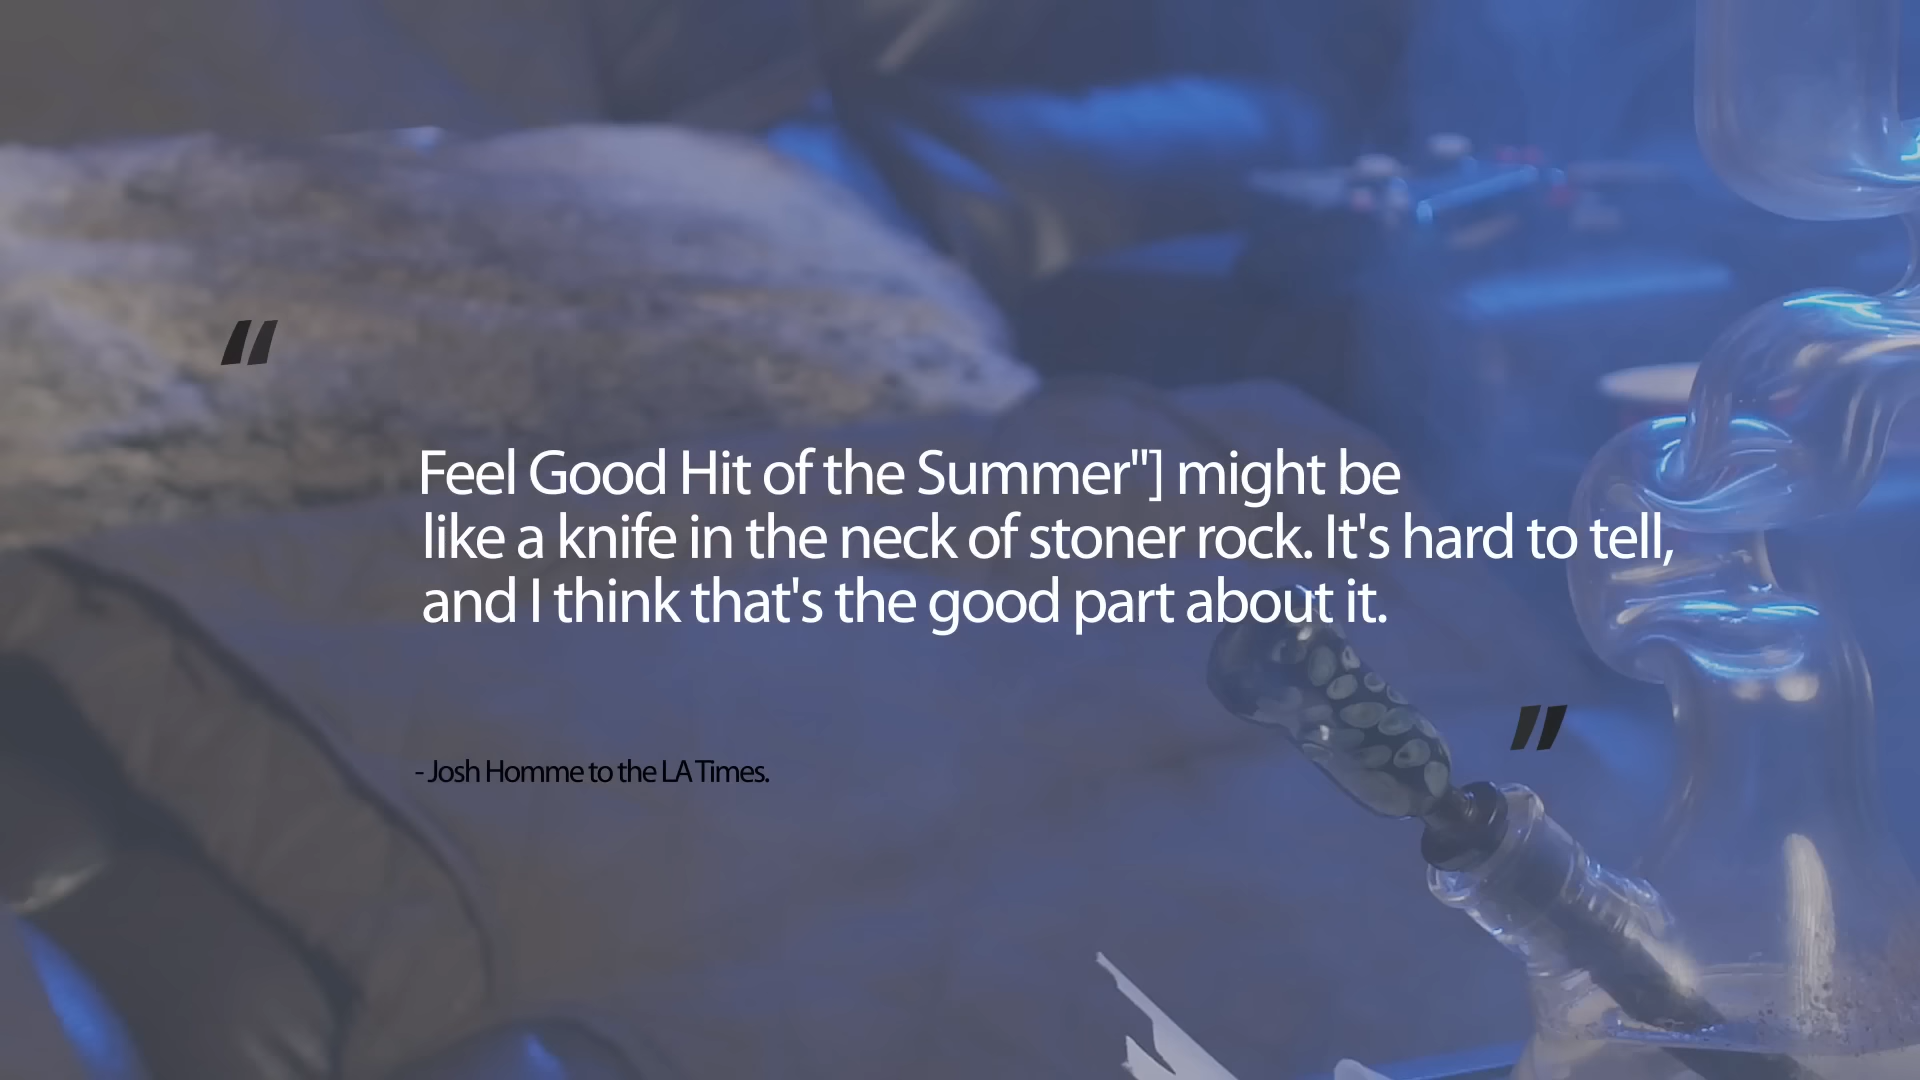 “
Feel Good Hit of the Summer"] might be
like a knife in the neck of stoner rock. It's hard to tell,
and I think that's the good part about it.
”
- Josh Homme to the LA Times.